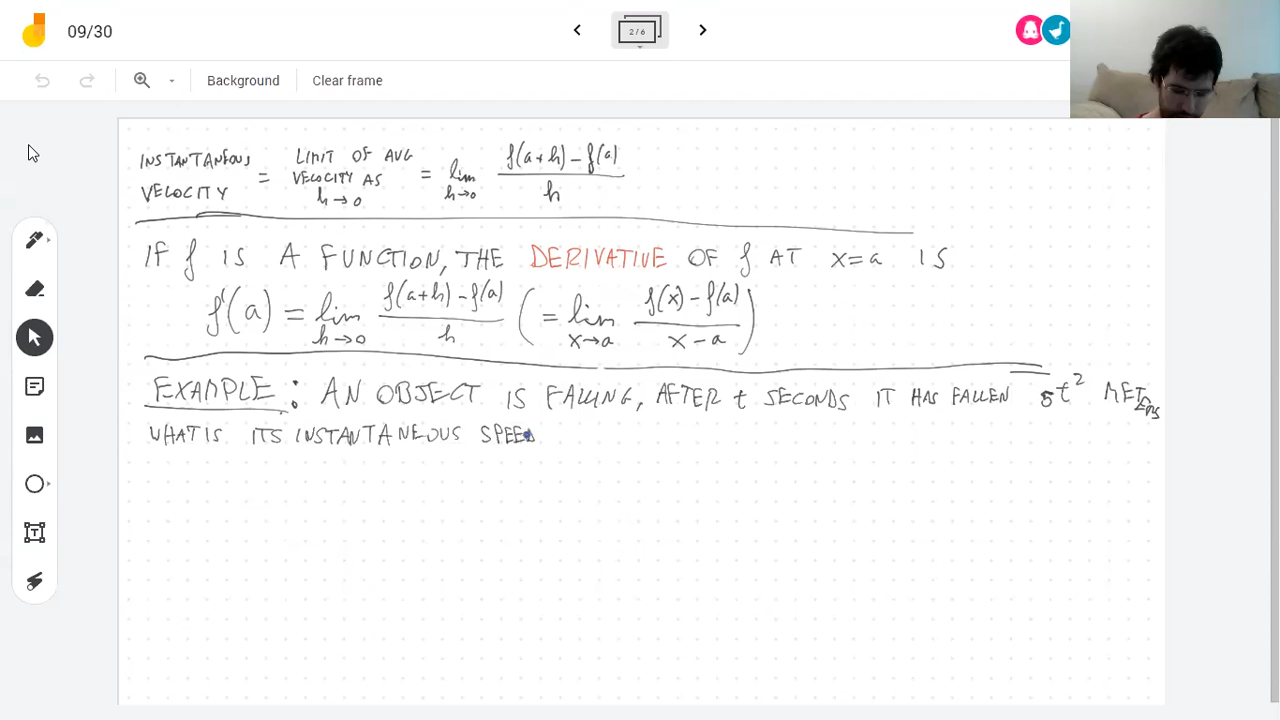 09/30
2 / 6
Background
Clear frame
INSTANTANEOUS VELOCITY = LIMIT OF AVG VELOCITY AS h→0 = lim h→0 f(a+h)-f(a) / h
IF f IS A FUNCTION, THE DERIVATIVE OF f AT x=a IS
f'(a) = lim h→0 f(a+h)-f(a) / h (= lim x→a f(x)-f(a) / x-a)
EXAMPLE: AN OBJECT IS FALLING, AFTER t SECONDS IT HAS FALLEN 5t² METERS
WHAT IS ITS INSTANTANEOUS SPEED